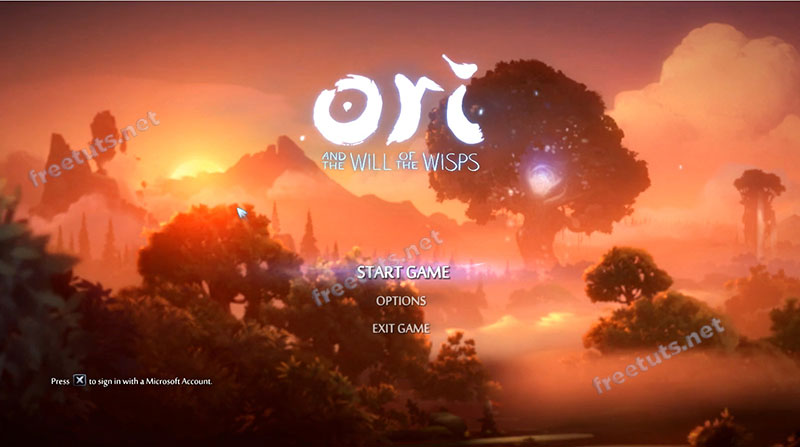 ori
AND THE WILL OF THE WISPS
freetuts.net
START GAME
freetuts.net
OPTIONS
EXIT GAME
freetuts.net
Press X to sign in with a Microsoft Account.